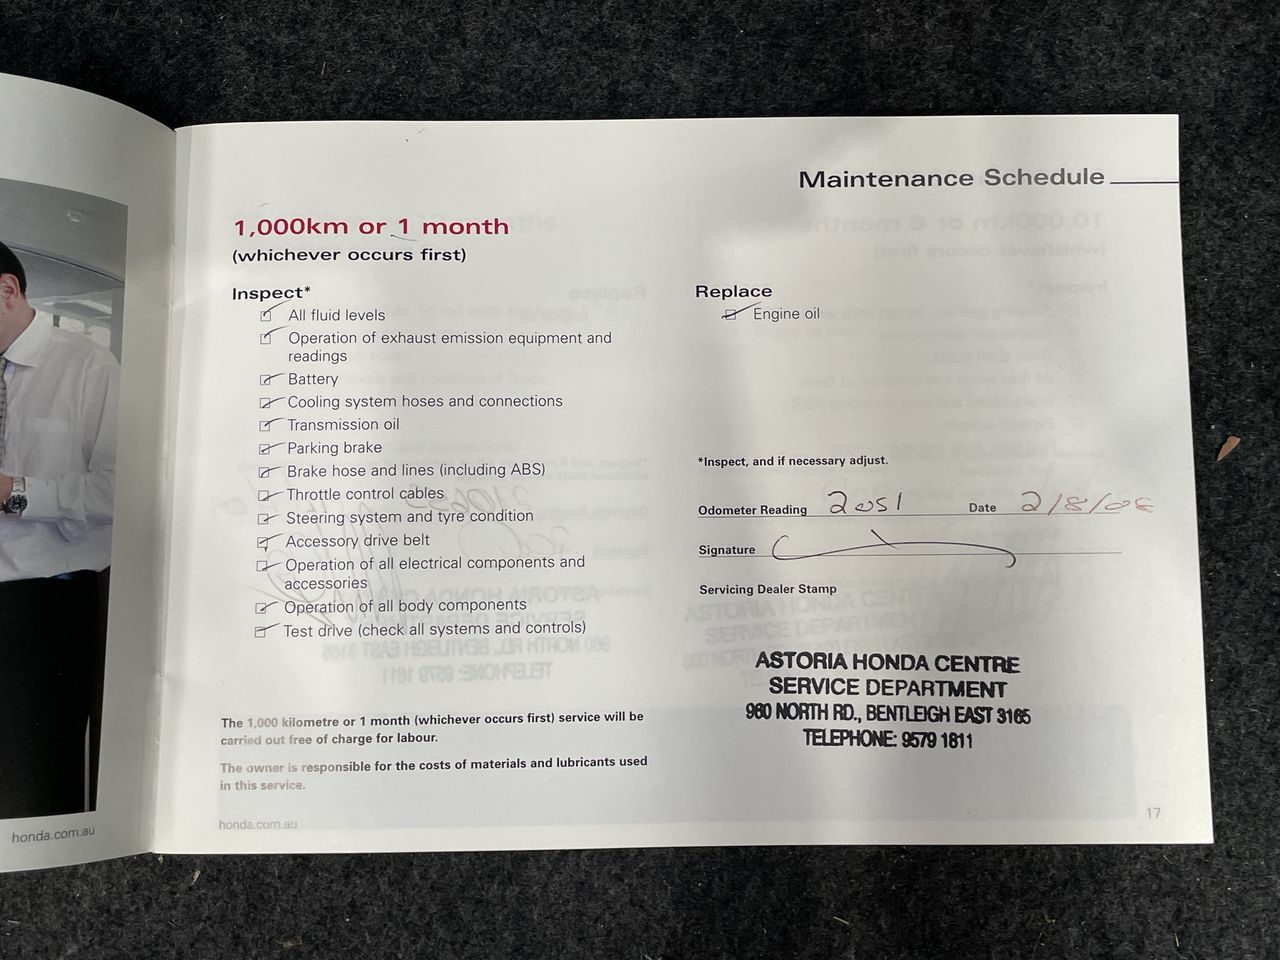 Maintenance Schedule
1,000km or 1 month
(whichever occurs first)
Inspect*
All fluid levels
Operation of exhaust emission equipment and
readings
Battery
Cooling system hoses and connections
Transmission oil
Parking brake
Brake hose and lines (including ABS)
Throttle control cables
Steering system and tyre condition
Accessory drive belt
Operation of all electrical components and
accessories
Operation of all body components
Test drive (check all systems and controls)
The 1,000 kilometre or 1 month (whichever occurs first) service will be
carried out free of charge for labour.
The owner is responsible for the costs of materials and lubricants used
in this service.
honda.com.au
Replace
Engine oil
*Inspect, and if necessary adjust.
Odometer Reading 2051 Date 2/8/08
Signature
Servicing Dealer Stamp
ASTORIA HONDA CENTRE
SERVICE DEPARTMENT
960 NORTH RD., BENTLEIGH EAST 3165
TELEPHONE: 9579 1811
17
honda.com.au